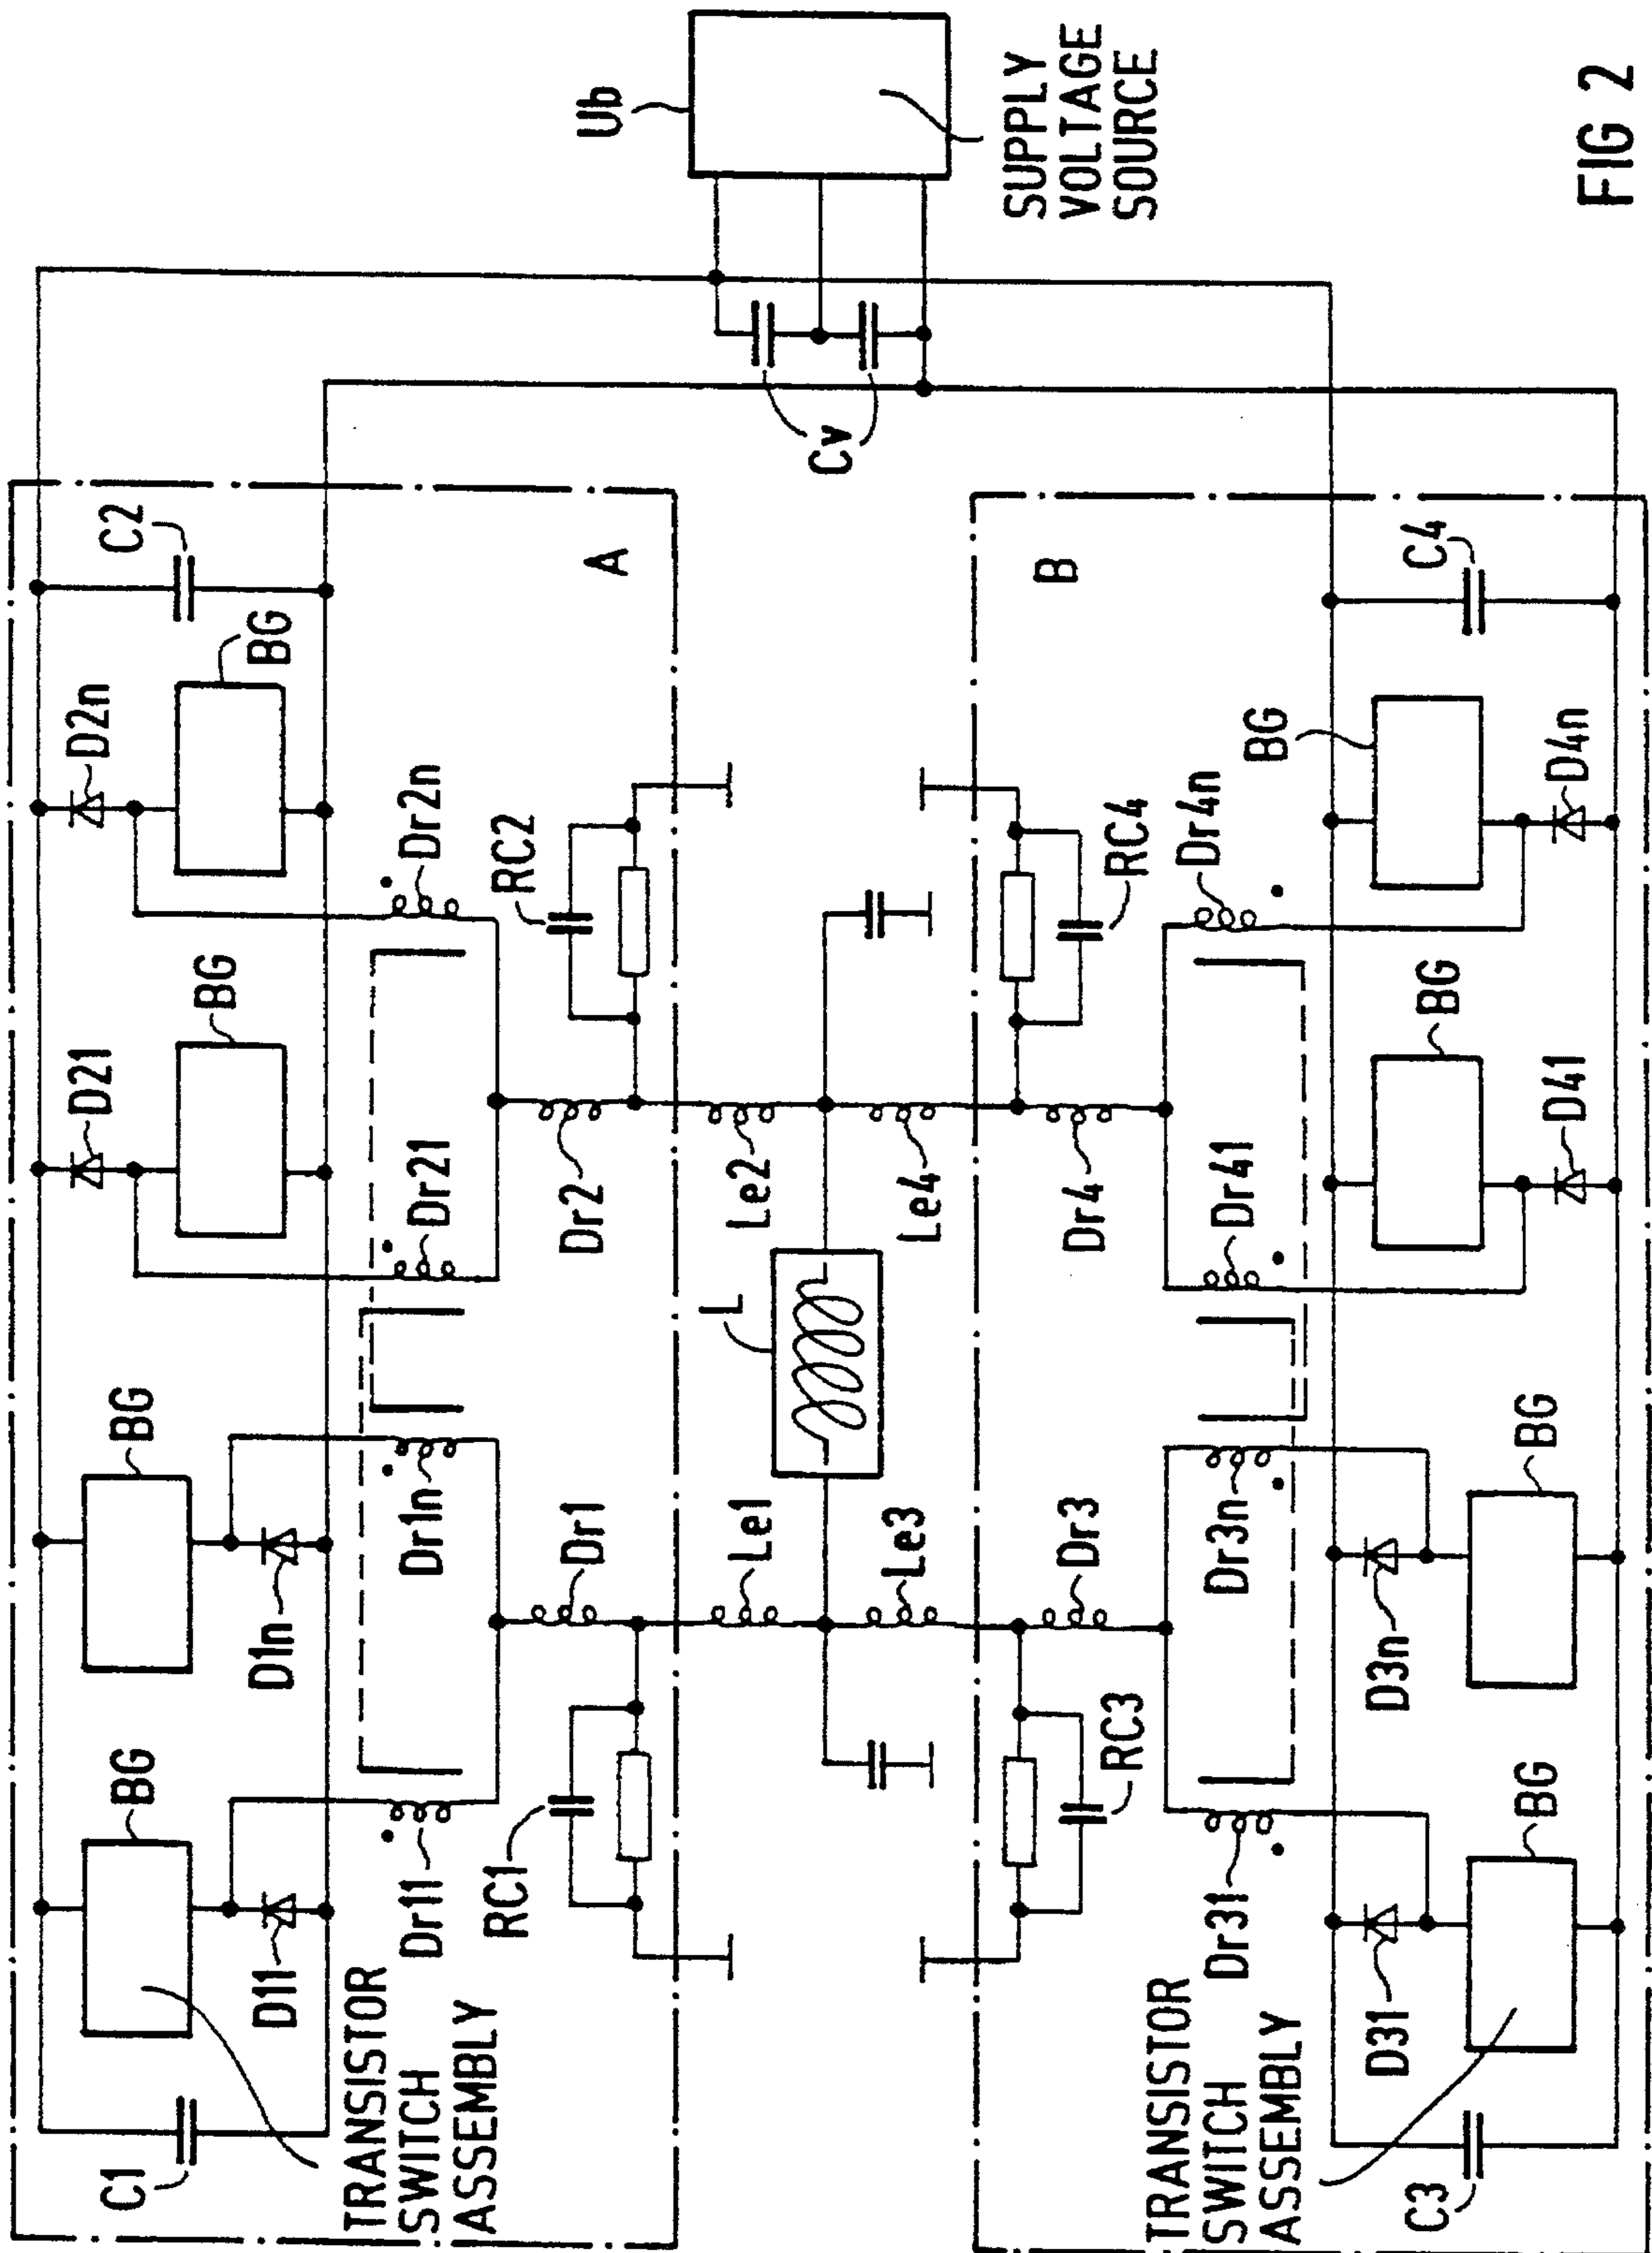 C1
BG
BG
D21
D2n
C2
BG
BG
D11
D1n
TRANSISTOR
SWITCH
ASSEMBLY
Dr11
Dr1n
Dr21
Dr2n
RC1
RC2
Dr1
Dr2
A
Ub
L
Le1
Le2
Cv
Le3
Le4
SUPPLY
VOLTAGE
SOURCE
B
Dr3
Dr4
RC3
RC4
TRANSISTOR
SWITCH
ASSEMBLY
Dr31
Dr3n
Dr41
Dr4n
BG
D31
D3n
C3
BG
C4
BG
BG
D41
D4n
FIG 2